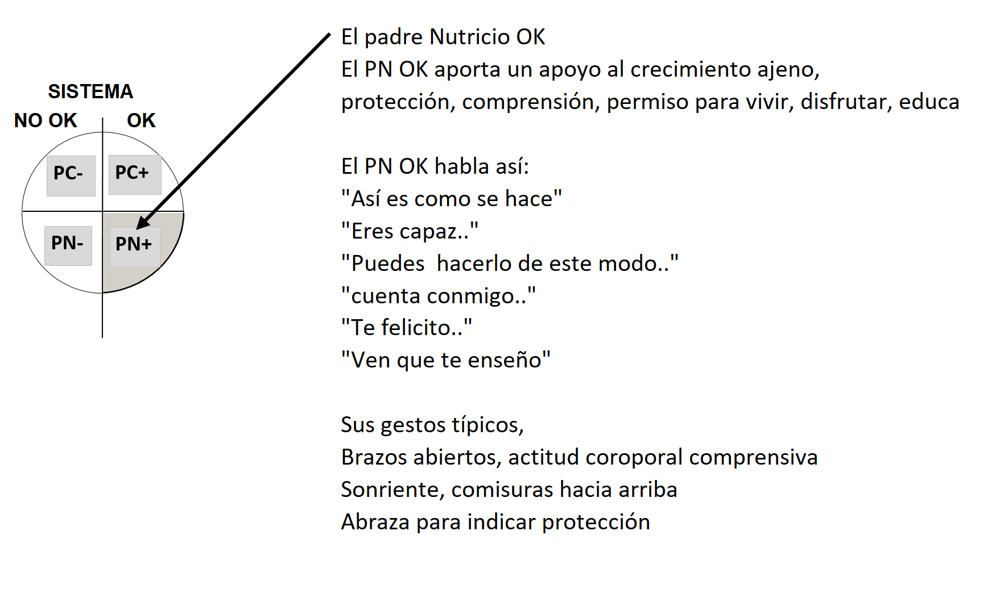 SISTEMA
NO OK OK
PC- PC+
PN- PN+
El padre Nutricio OK
El PN OK aporta un apoyo al crecimiento ajeno,
protección, comprensión, permiso para vivir, disfrutar, educa
El PN OK habla así:
"Así es como se hace"
"Eres capaz.."
"Puedes  hacerlo de este modo.."
"cuenta conmigo.."
"Te felicito.."
"Ven que te enseño"
Sus gestos típicos,
Brazos abiertos, actitud coroporal comprensiva
Sonriente, comisuras hacia arriba
Abraza para indicar protección